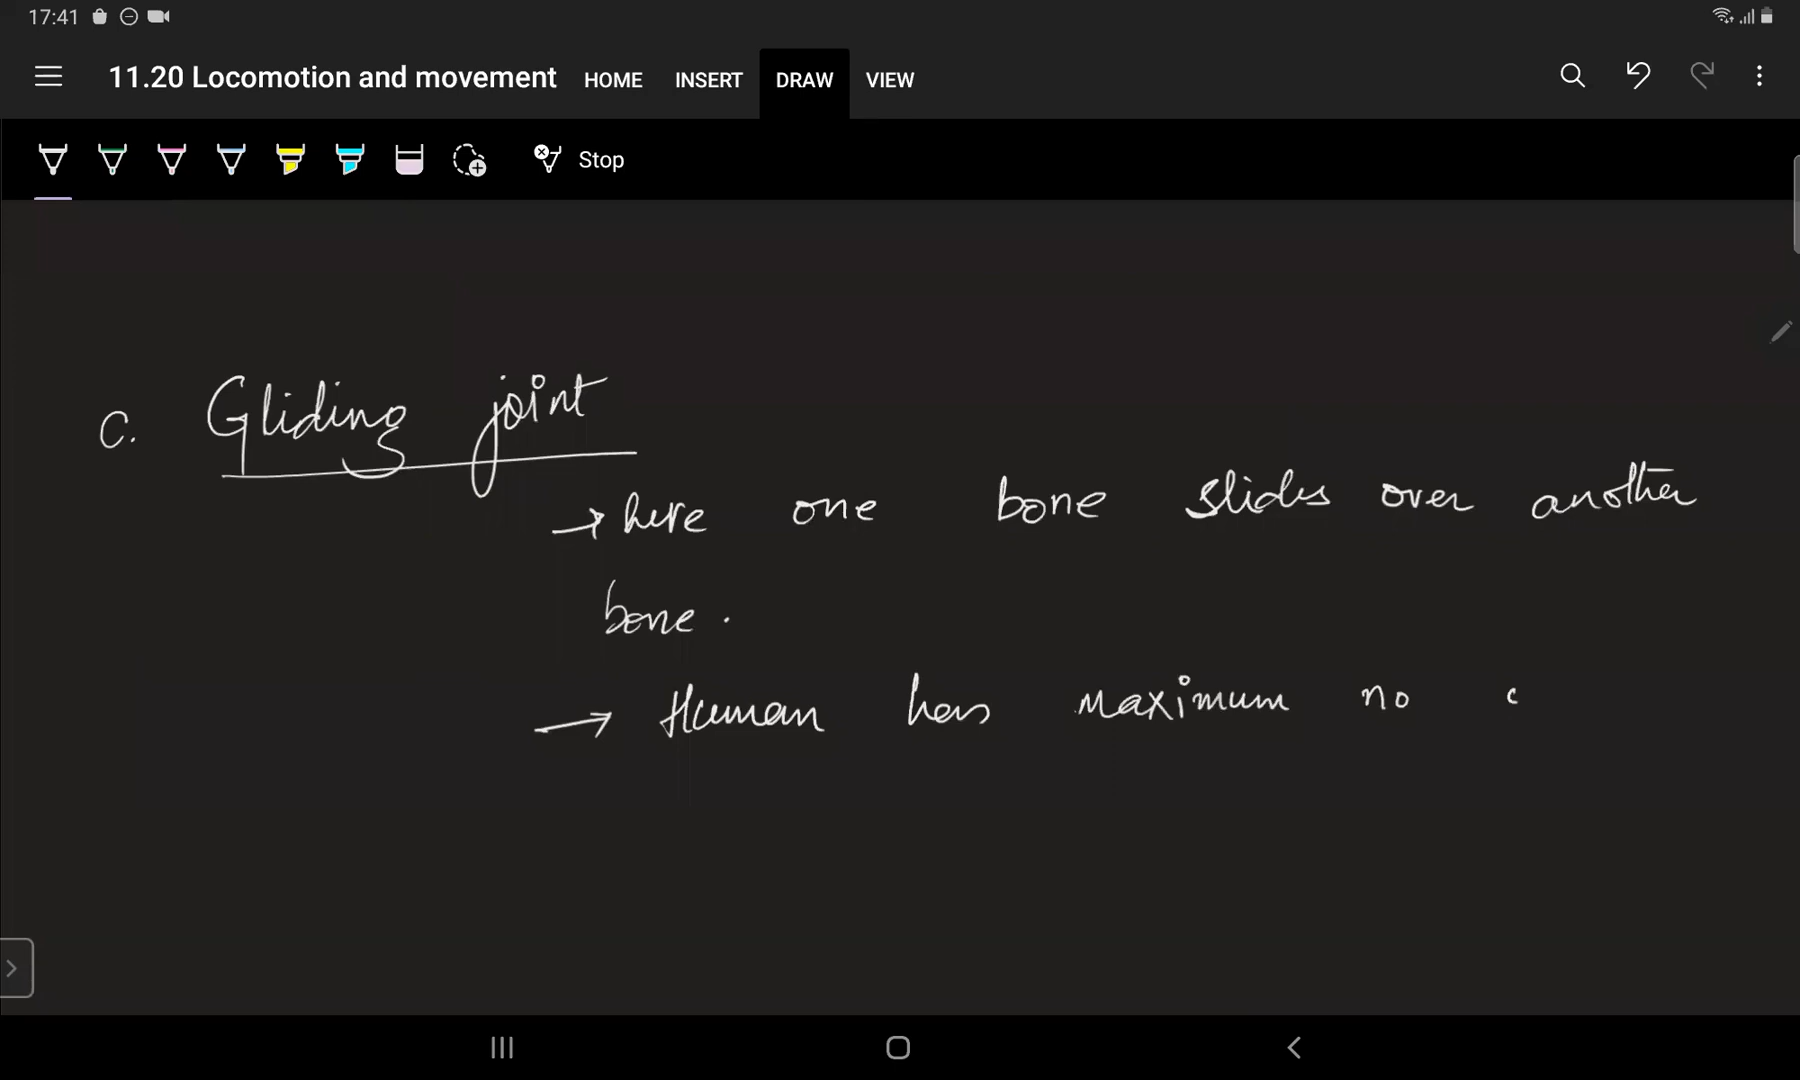 17:41
11.20 Locomotion and movement HOME INSERT DRAW VIEW
Stop
C. Gliding joint
→ here one bone slides over another
bone.
→ Human has maximum no